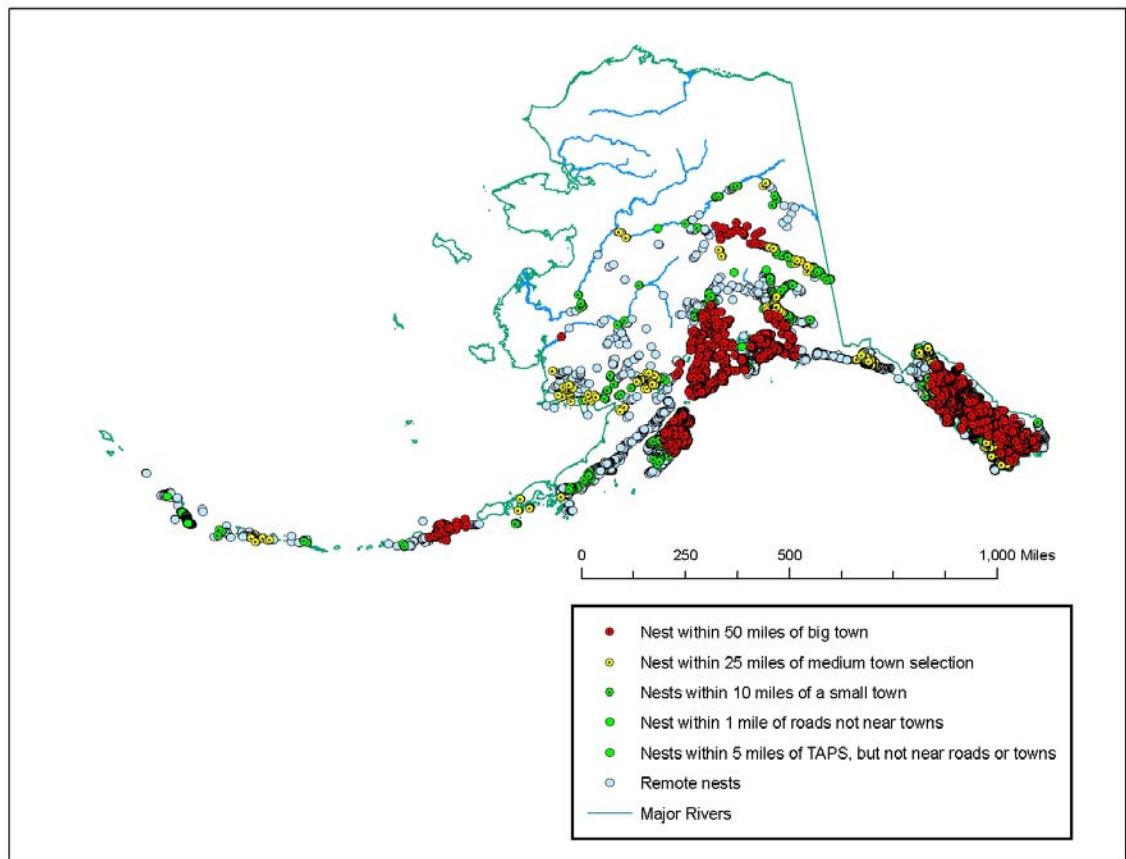 0 250 500 1,000 Miles
Nest within 50 miles of big town
Nest within 25 miles of medium town selection
Nests within 10 miles of a small town
Nest within 1 mile of roads not near towns
Nests within 5 miles of TAPS, but not near roads or towns
Remote nests
Major Rivers